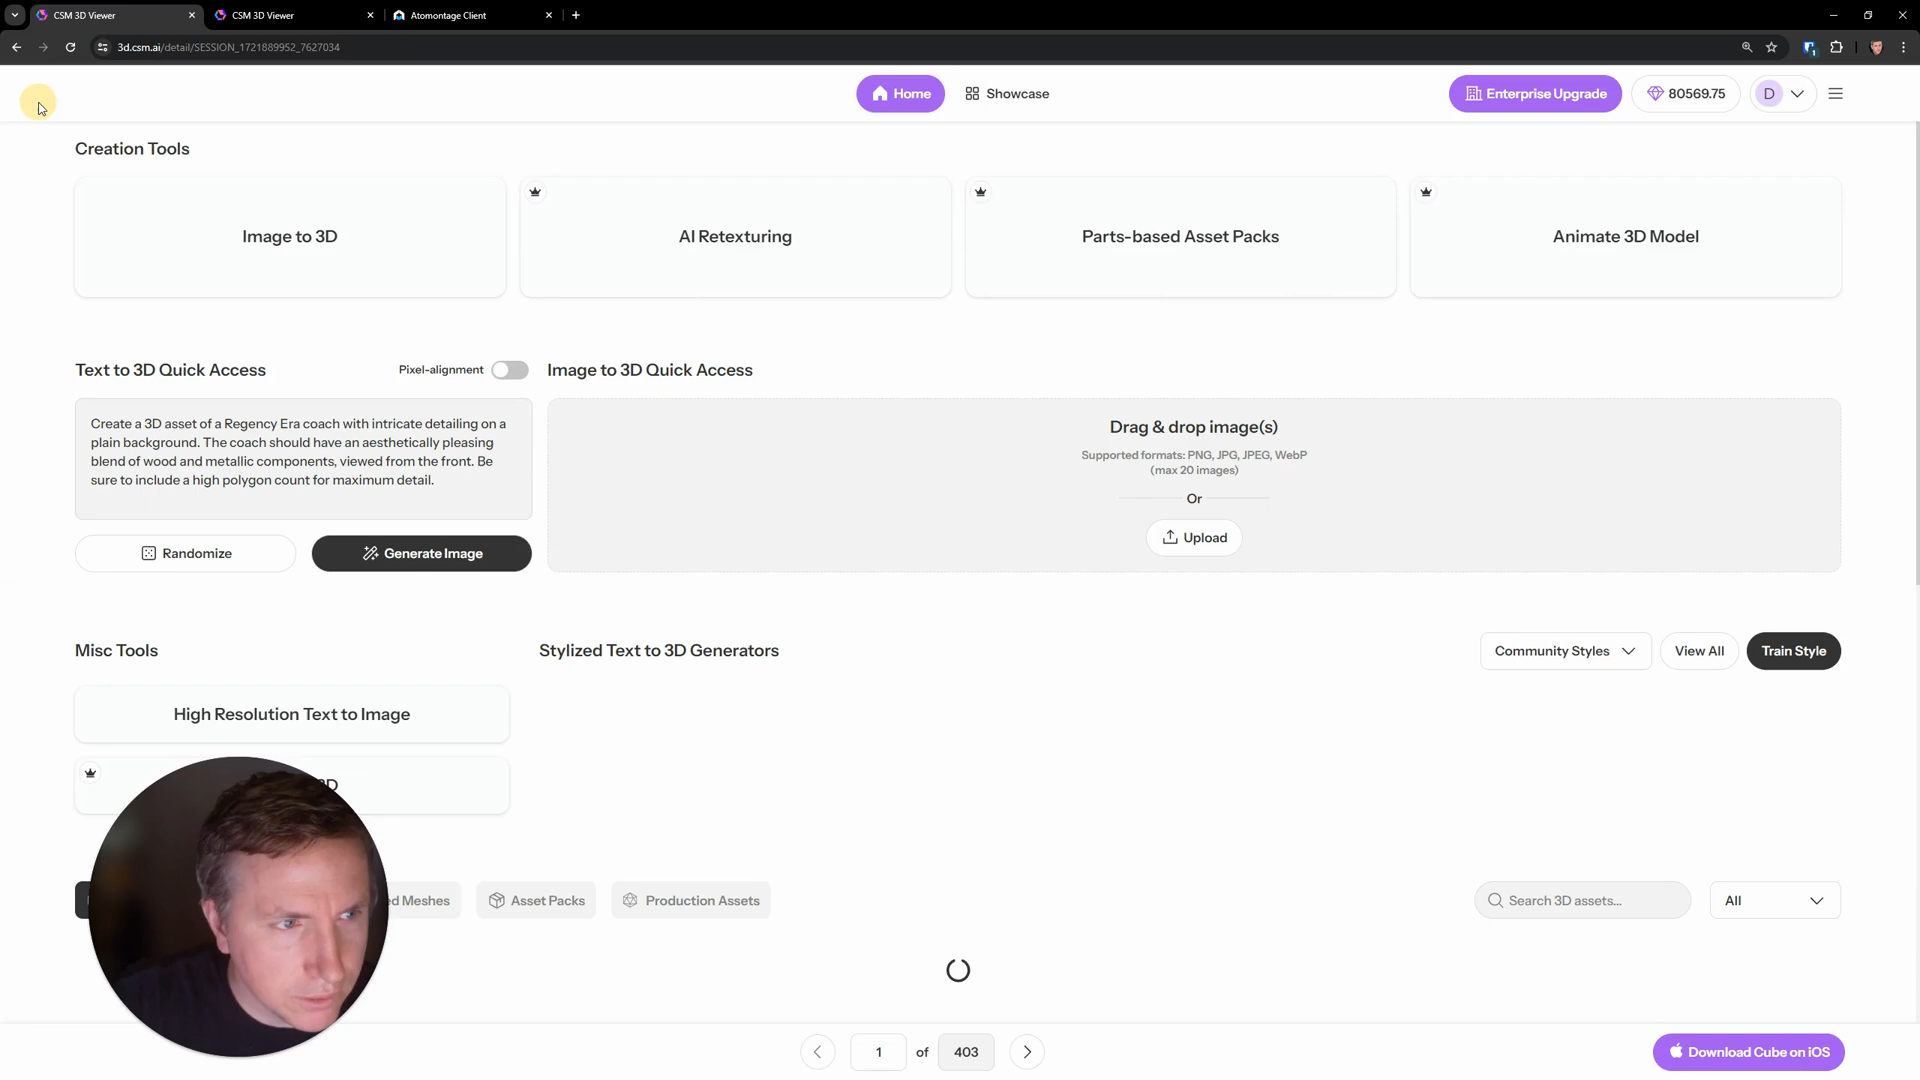 CSM 3D Viewer
CSM 3D Viewer
Atomontage Client
3d.csm.ai/detail/SESSION_1721889952_7627034
Home
Showcase
Enterprise Upgrade
80569.75
D
Creation Tools
Image to 3D
AI Retexturing
Parts-based Asset Packs
Animate 3D Model
Text to 3D Quick Access
Pixel-alignment
Image to 3D Quick Access
Create a 3D asset of a Regency Era coach with intricate detailing on a
plain background. The coach should have an aesthetically pleasing
blend of wood and metallic components, viewed from the front. Be
sure to include a high polygon count for maximum detail.
Drag & drop image(s)
Supported formats: PNG, JPG, JPEG, WebP
(max 20 images)
Or
Upload
Randomize
Generate Image
Misc Tools
Stylized Text to 3D Generators
Community Styles
View All
Train Style
High Resolution Text to Image
Meshes
Asset Packs
Production Assets
Search 3D assets...
All
1 of 403
Download Cube on iOS